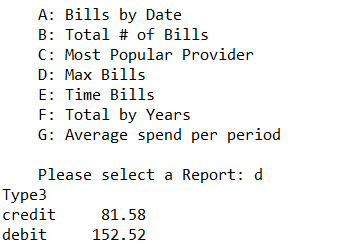 A: Bills by Date
B: Total # of Bills
C: Most Popular Provider
D: Max Bills
E: Time Bills
F: Total by Years
G: Average spend per period
Please select a Report: d
Type3
credit 81.58
debit 152.52